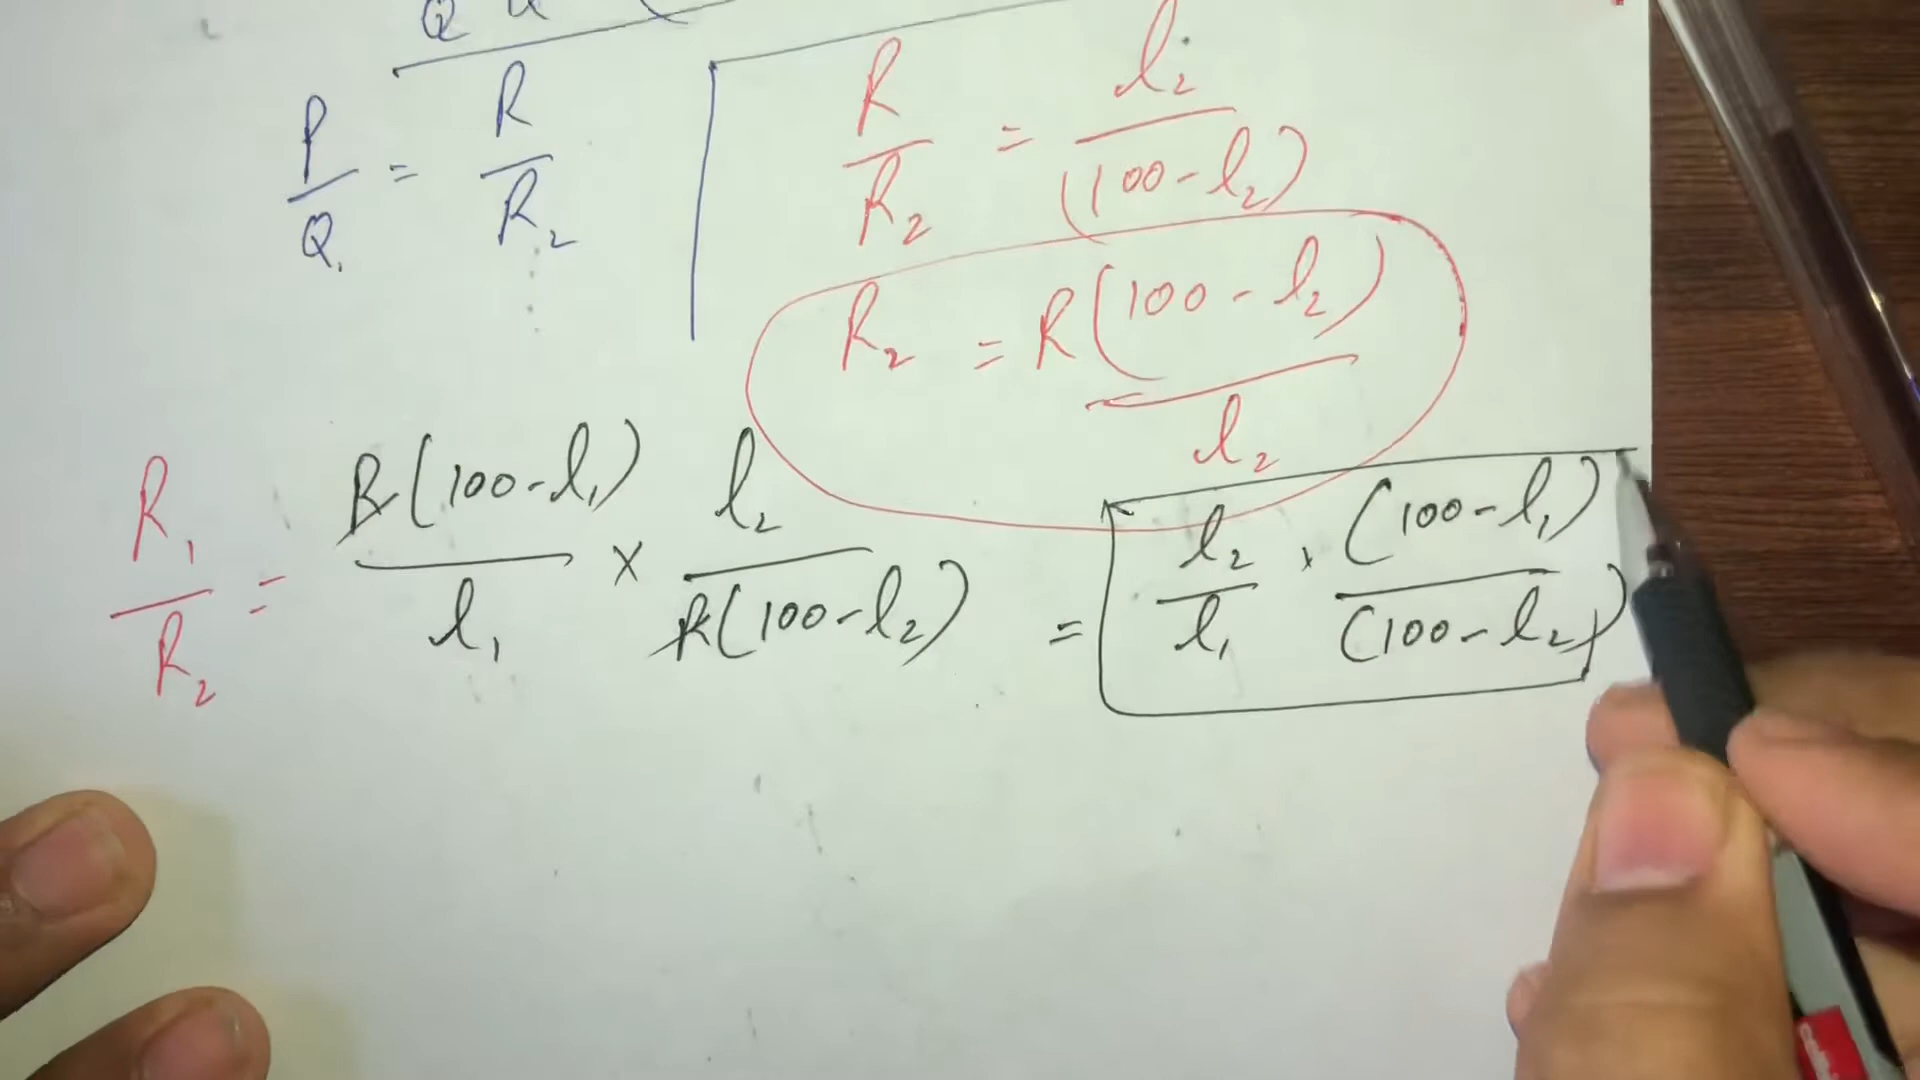 P/Q = R/R₂
R/R₂ = l₂/(100-l₂)
R₂ = R(100-l₂)/l₂
R₁/R₂ = R(100-l₁)/l₁ × l₂/R(100-l₂) = l₂/l₁ × (100-l₁)/(100-l₂)